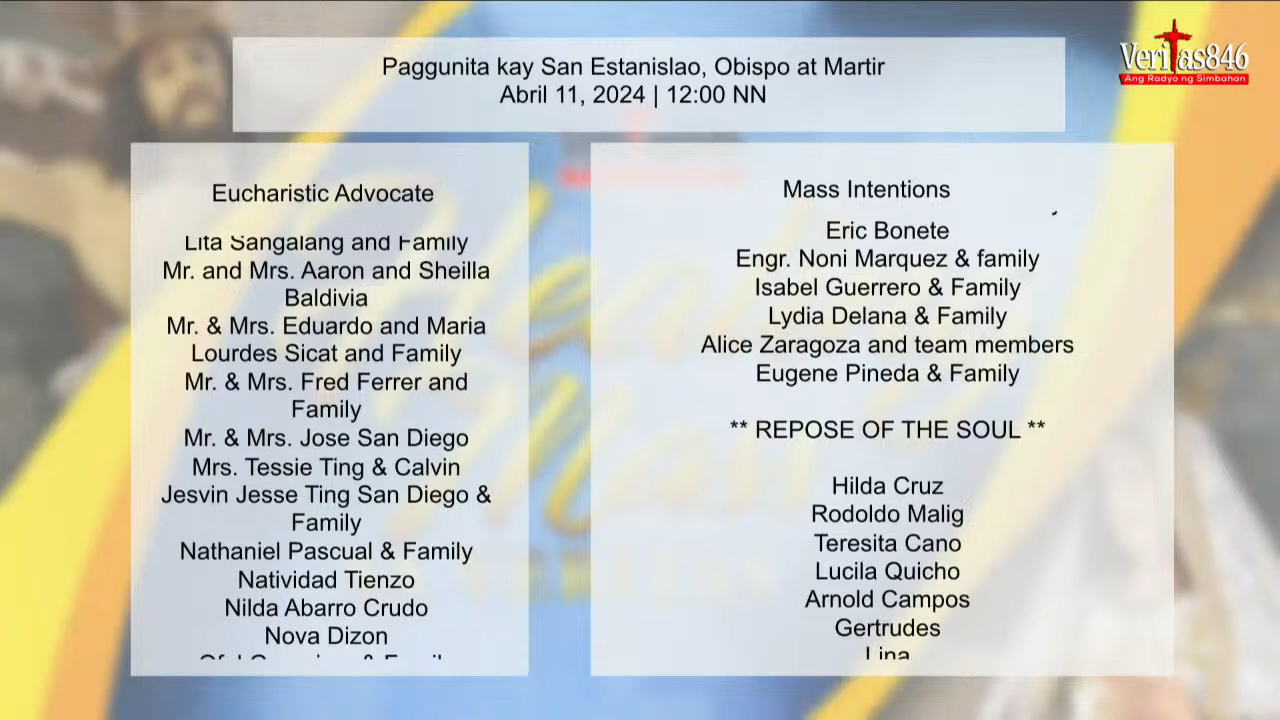 Paggunita kay San Estanislao, Obispo at Martir
Abril 11, 2024 | 12:00 NN
Veritas846
Ang Radyo ng Simbahan
Eucharistic Advocate
Lita Sangalang and Family
Mr. and Mrs. Aaron and Sheilla
Baldivia
Mr. & Mrs. Eduardo and Maria
Lourdes Sicat and Family
Mr. & Mrs. Fred Ferrer and
Family
Mr. & Mrs. Jose San Diego
Mrs. Tessie Ting & Calvin
Jesvin Jesse Ting San Diego &
Family
Nathaniel Pascual & Family
Natividad Tienzo
Nilda Abarro Crudo
Nova Dizon
Mass Intentions
Eric Bonete
Engr. Noni Marquez & family
Isabel Guerrero & Family
Lydia Delana & Family
Alice Zaragoza and team members
Eugene Pineda & Family
** REPOSE OF THE SOUL **
Hilda Cruz
Rodoldo Malig
Teresita Cano
Lucila Quicho
Arnold Campos
Gertrudes
Lina